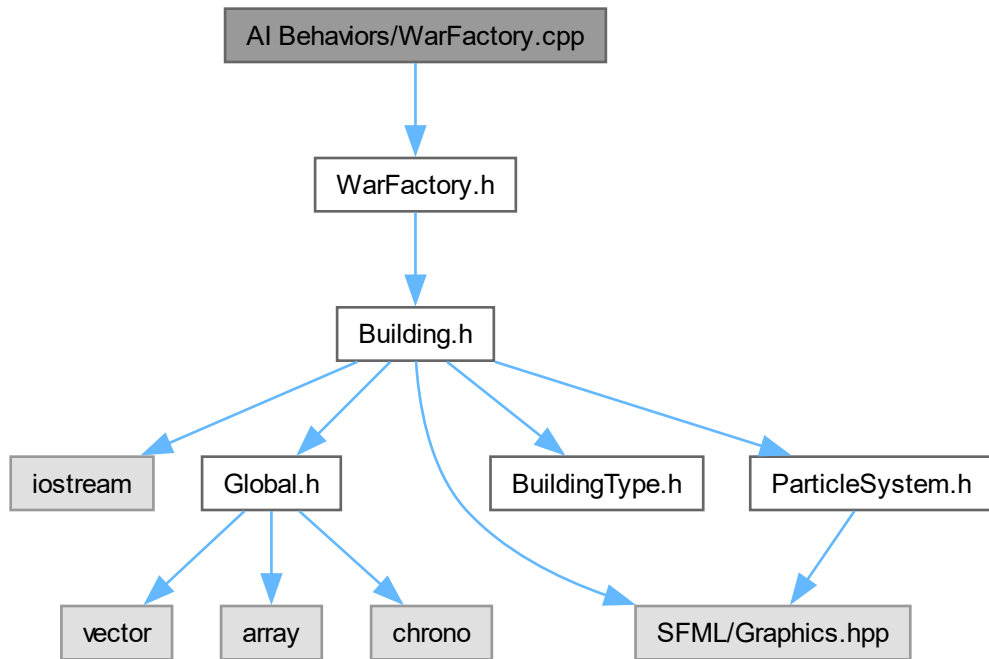 AI Behaviors/WarFactory.cpp
WarFactory.h
Building.h
iostream
Global.h
BuildingType.h
ParticleSystem.h
vector
array
chrono
SFML/Graphics.hpp